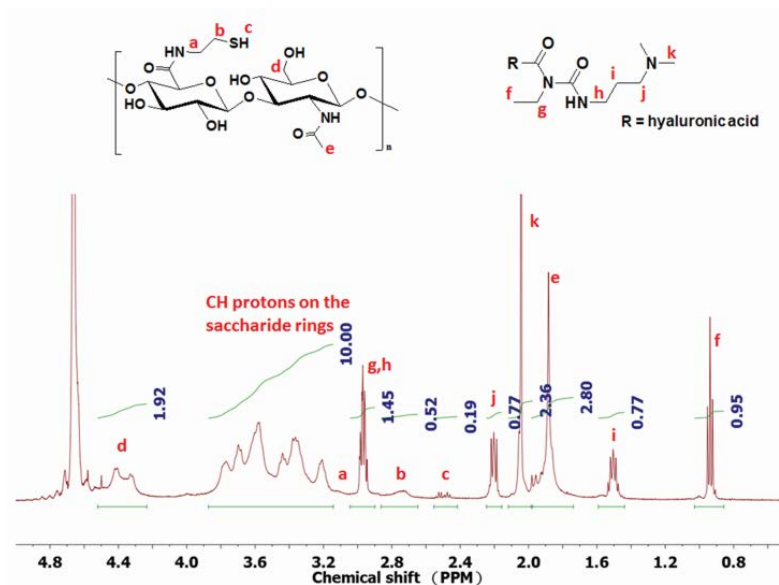 b
c
HN
SH
a
O
d
HO
O
O
HO
O
O
HO
OH
NH
O
e
n
O
R
N
O
N
k
i
f
g
NH
h
j
R = hyaluronic acid
k
e
CH protons on the
saccharide rings
g,h
f
j
d
a
b
c
i
1.92
10.00
1.45
0.52
0.19
0.77
2.36
2.80
0.77
0.95
4.8
4.4
4.0
3.6
3.2
2.8
2.4
2.0
1.6
1.2
0.8
Chemical shift (PPM)